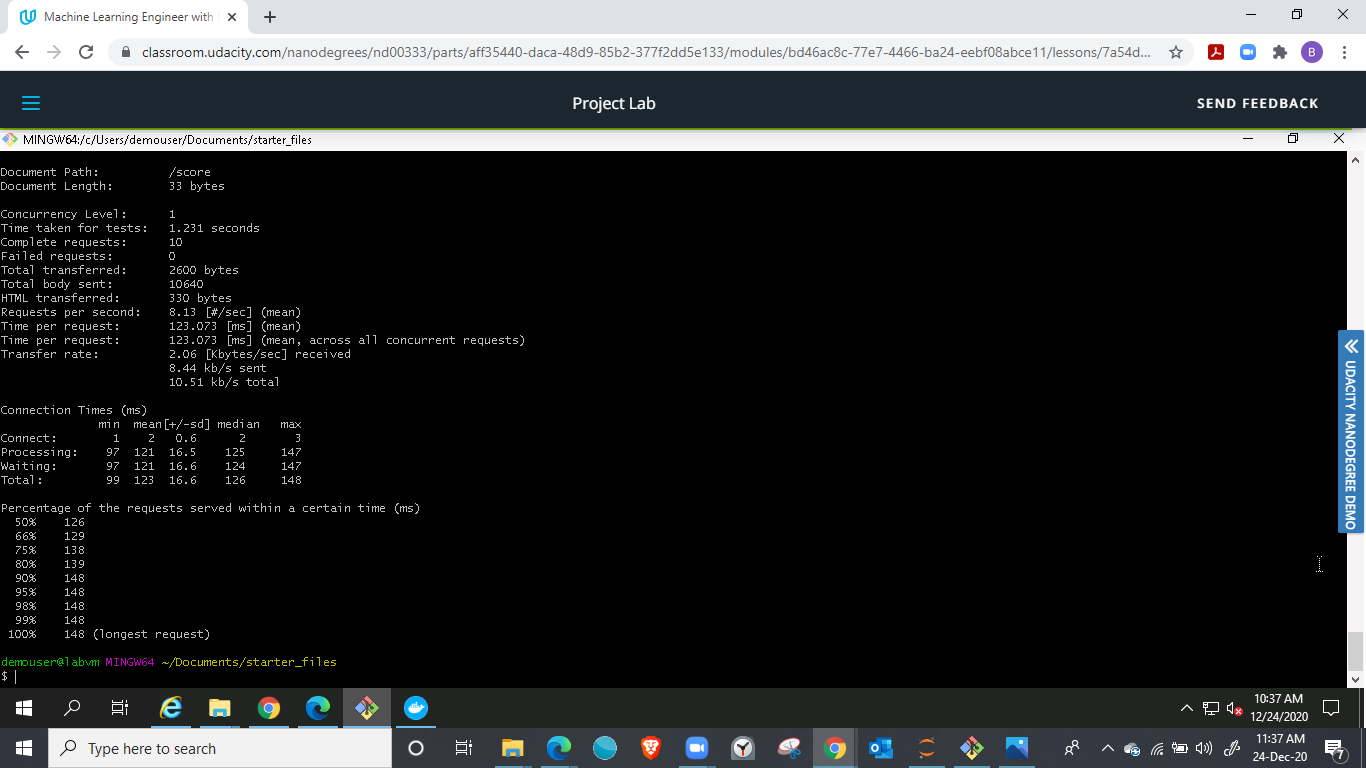 Machine Learning Engineer with
classroom.udacity.com/nanodegrees/nd00333/parts/aff35440-daca-48d9-85b2-377f2dd5e133/modules/bd46ac8c-77e7-4466-ba24-eebf08abce11/lessons/7a54d...
B
Project Lab
SEND FEEDBACK
MINGW64:/c/Users/demouser/Documents/starter_files
Document Path: /score
Document Length: 33 bytes
Concurrency Level: 1
Time taken for tests: 1.231 seconds
Complete requests: 10
Failed requests: 0
Total transferred: 2600 bytes
Total body sent: 10640
HTML transferred: 330 bytes
Requests per second: 8.13 [#/sec] (mean)
Time per request: 123.073 [ms] (mean)
Time per request: 123.073 [ms] (mean, across all concurrent requests)
Transfer rate: 2.06 [Kbytes/sec] received
8.44 kb/s sent
10.51 kb/s total
Connection Times (ms)
min mean[+/-sd] median max
Connect: 1 2 0.6 2 3
Processing: 97 121 16.5 125 147
Waiting: 97 121 16.6 124 147
Total: 99 123 16.6 126 148
Percentage of the requests served within a certain time (ms)
50% 126
66% 129
75% 138
80% 139
90% 148
95% 148
98% 148
99% 148
100% 148 (longest request)
demouser@labvm MINGW64 ~/Documents/starter_files
$
UDACITY NANODEGREE DEMO
10:37 AM
12/24/2020
Type here to search
11:37 AM
24-Dec-20
7